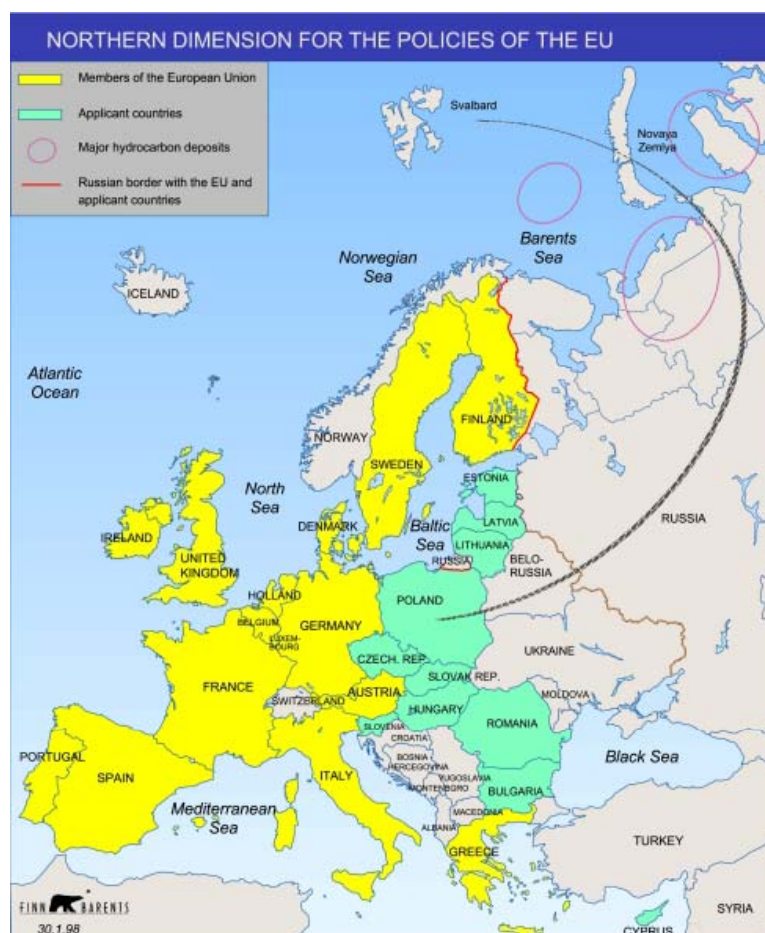 NORTHERN DIMENSION FOR THE POLICIES OF THE EU
Members of the European Union
Applicant countries
Major hydrocarbon deposits
Russian border with the EU and
applicant countries
Svalbard
Novaya
Zemlya
Barents
Sea
Norwegian
Sea
ICELAND
Atlantic
Ocean
FINLAND
NORWAY
SWEDEN
ESTONIA
North
Sea
RUSSIA
DENMARK
Baltic
Sea
LATVIA
LITHUANIA
IRELAND
UNITED
KINGDOM
RUSSIA
BELO-
RUSSIA
HOLLAND
POLAND
BELGIUM
GERMANY
LUXEM-
BOURG
UKRAINE
CZECH. REP.
SLOVAK REP.
FRANCE
AUSTRIA
MOLDOVA
SWITZERLAND
HUNGARY
ROMANIA
SLOVENIA
CROATIA
PORTUGAL
SPAIN
ITALY
BOSNIA
HERCEGOVINA
Black Sea
YUGOSLAVIA
MONTENBGRO
BULGARIA
Mediterranean
Sea
MACEDONIA
ALBANIA
TURKEY
GREECE
FINN BARENTS
SYRIA
30.1.98
CYPRUS